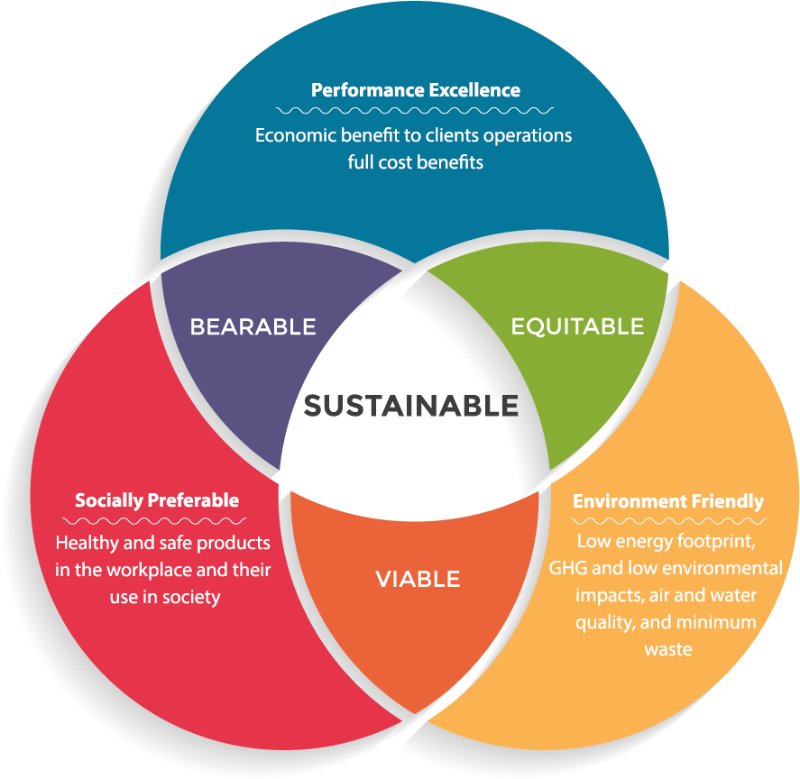 Performance Excellence
Economic benefit to clients operations
full cost benefits
BEARABLE
EQUITABLE
SUSTAINABLE
Socially Preferable
Healthy and safe products
in the workplace and their
use in society
Environment Friendly
Low energy footprint,
GHG and low environmental
impacts, air and water
quality, and minimum
waste
VIABLE